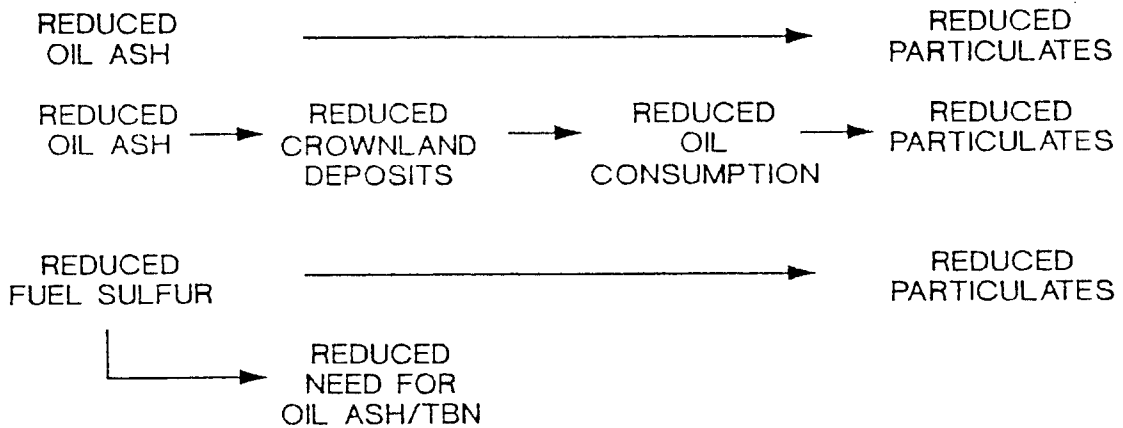 REDUCED
OIL ASH
REDUCED
PARTICULATES
REDUCED
OIL ASH
REDUCED
CROWNLAND
DEPOSITS
REDUCED
OIL
CONSUMPTION
REDUCED
PARTICULATES
REDUCED
FUEL SULFUR
REDUCED
PARTICULATES
REDUCED
NEED FOR
OIL ASH/TBN